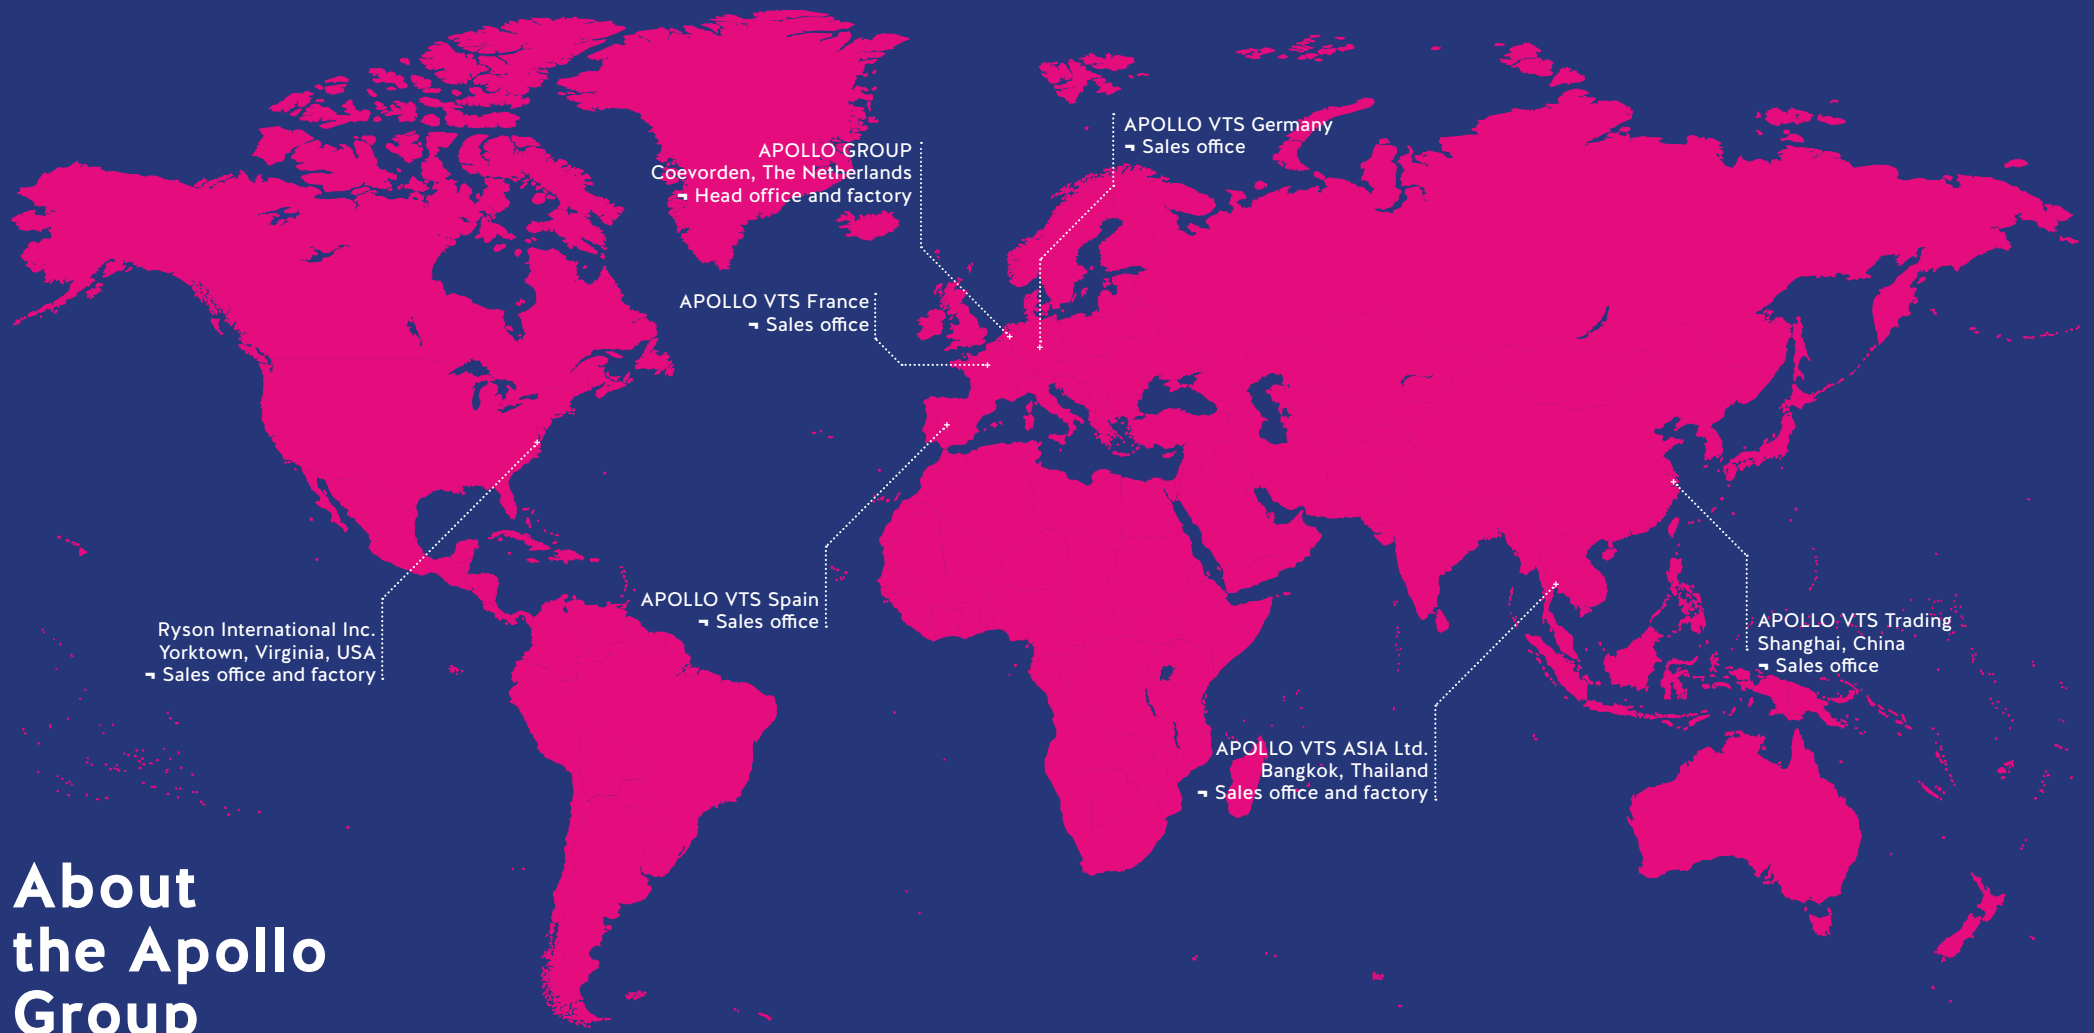 APOLLO VTS Germany
¬ Sales office
APOLLO GROUP
Coevorden, The Netherlands
¬ Head office and factory
APOLLO VTS France
¬ Sales office
APOLLO VTS Spain
¬ Sales office
Ryson International Inc.
Yorktown, Virginia, USA
¬ Sales office and factory
APOLLO VTS Trading
Shanghai, China
¬ Sales office
APOLLO VTS ASIA Ltd.
Bangkok, Thailand
¬ Sales office and factory
About
the Apollo
Group